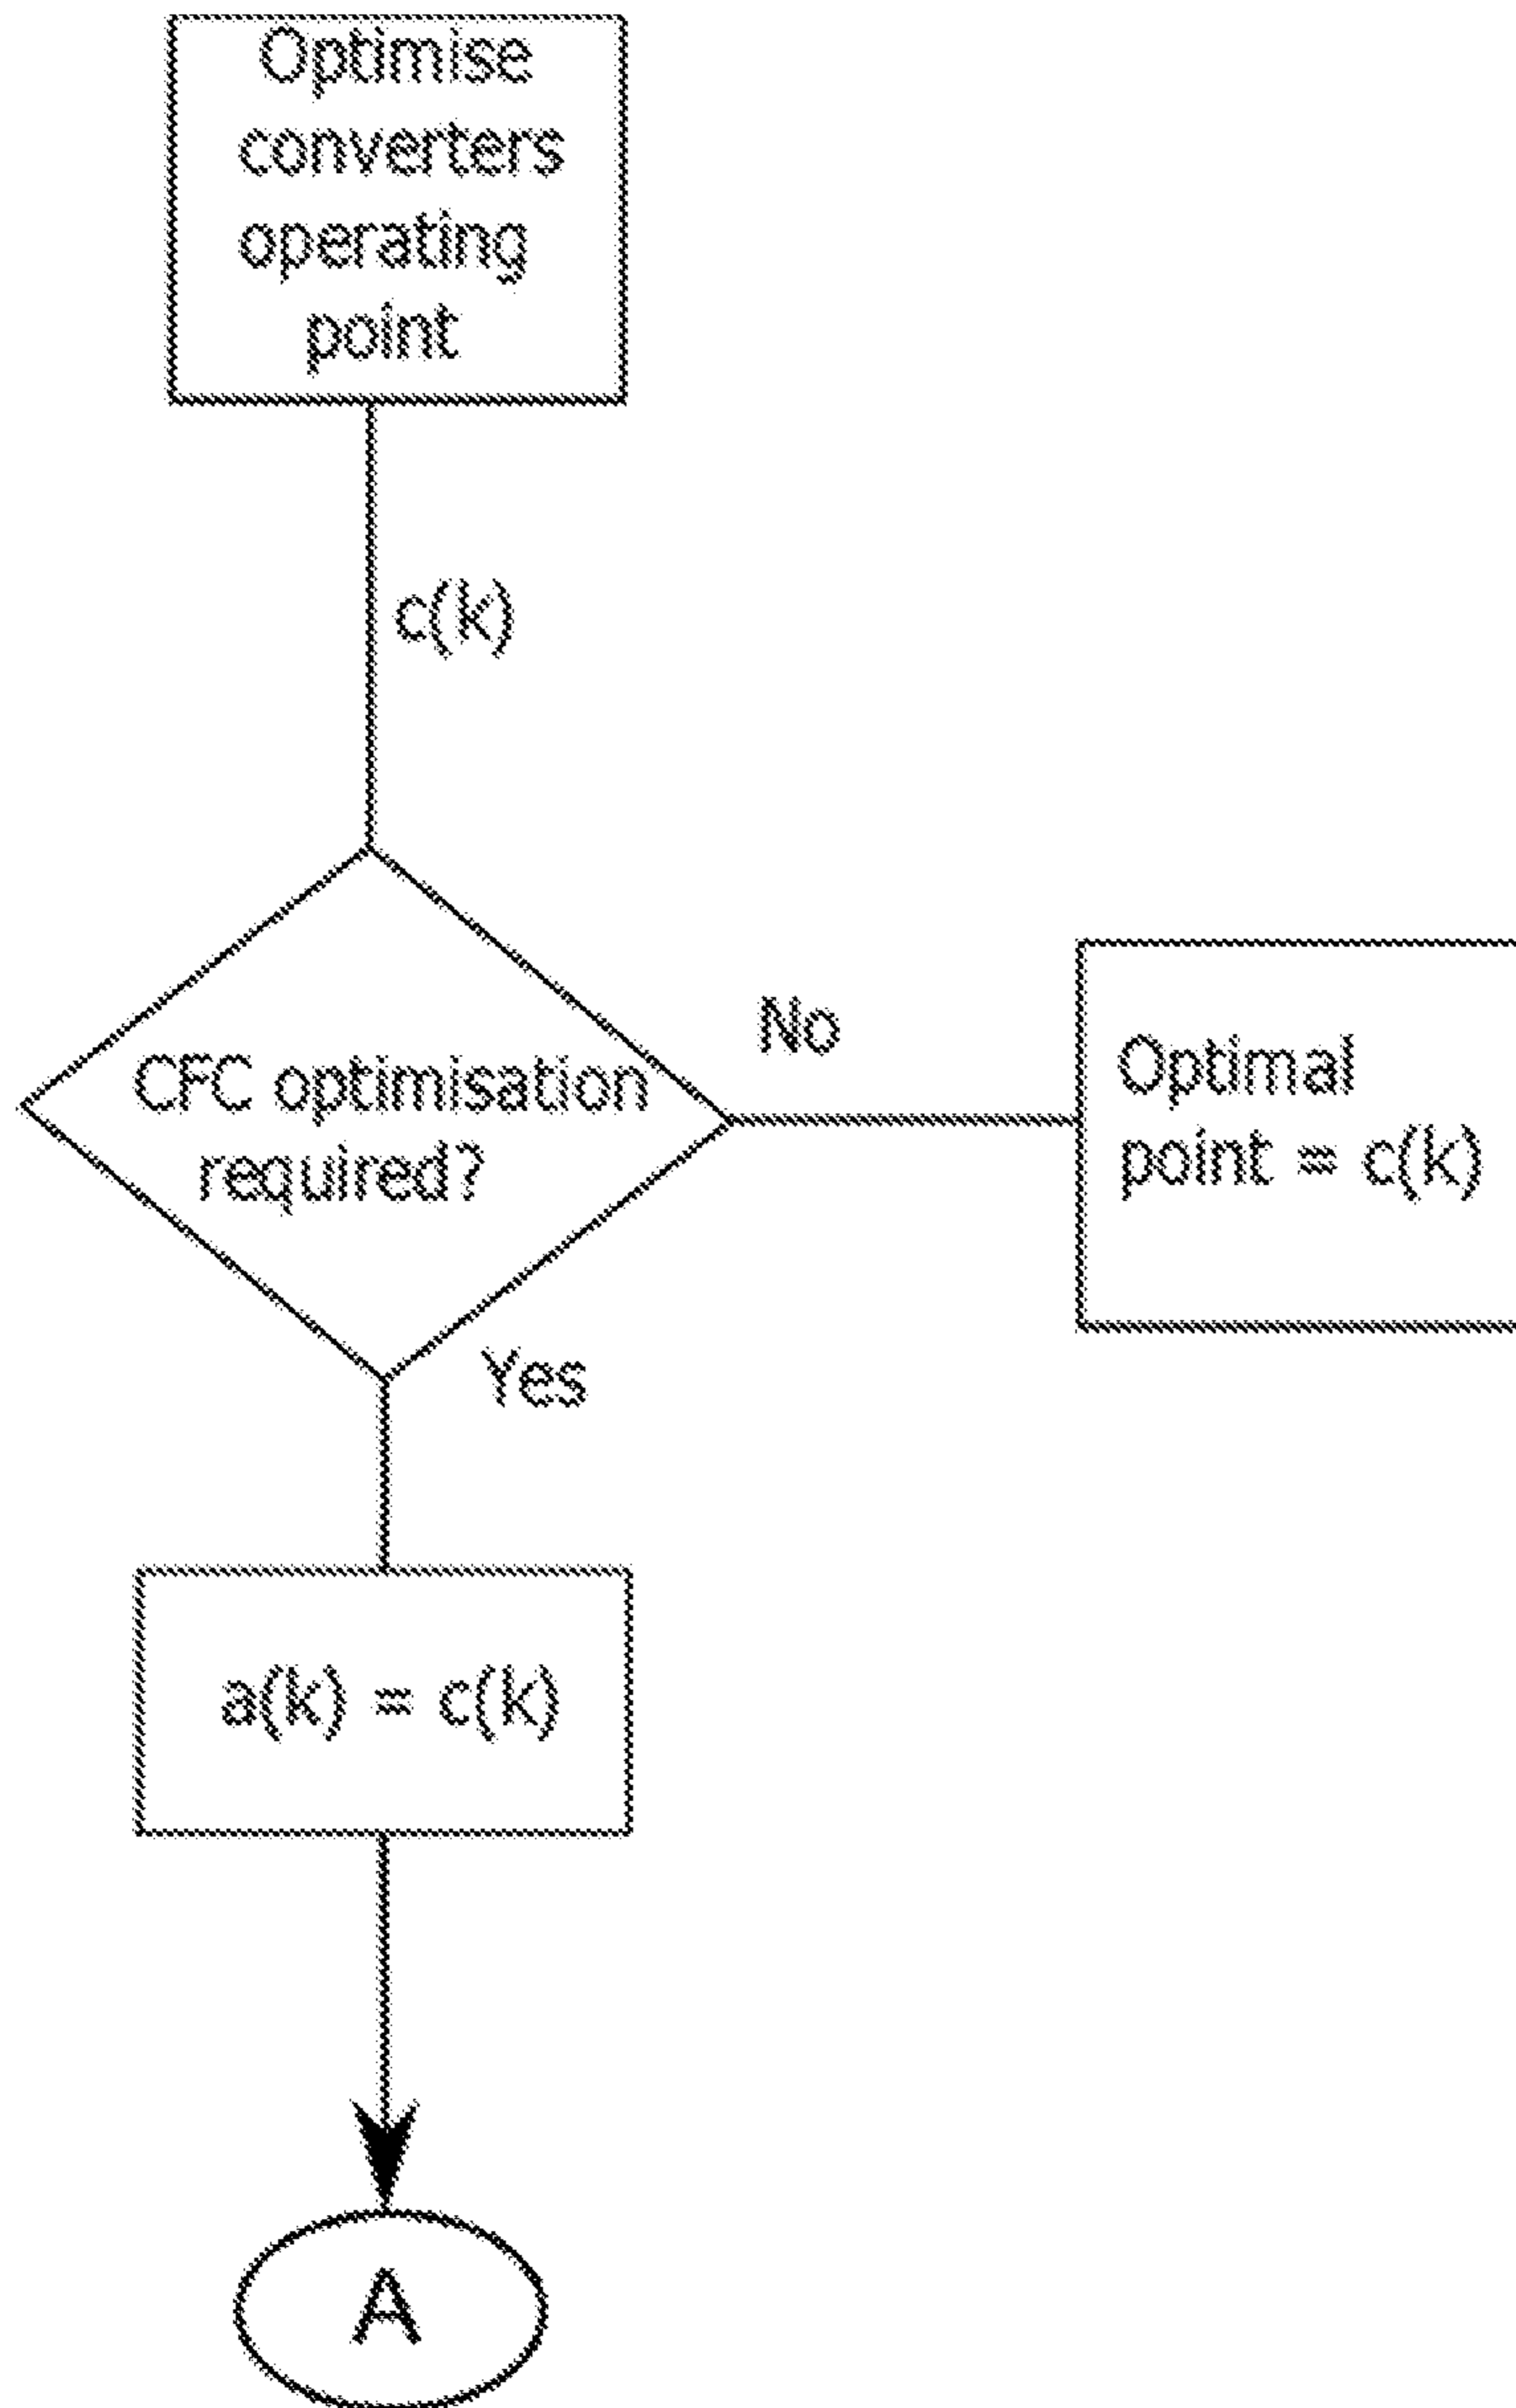 Optimise
converters
operating
point
c(k)
CFC optimisation
required?
No
Optimal
point = c(k)
Yes
a(k) = c(k)
A